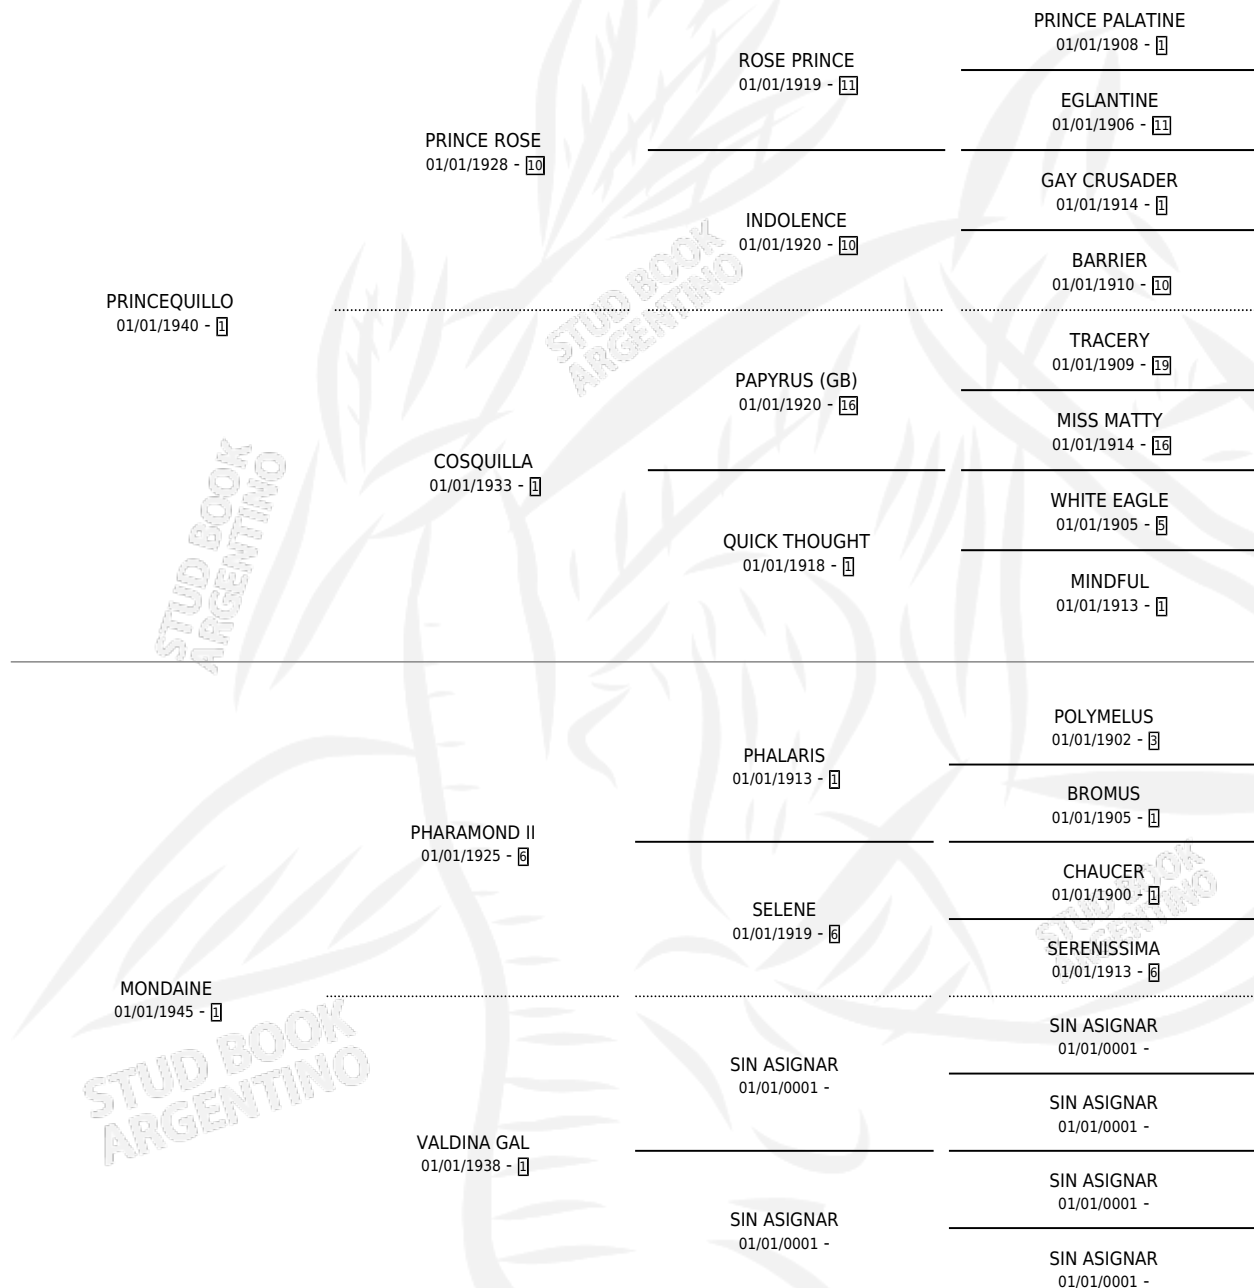 PRINCE PALATINE
01/01/1908 - 1
ROSE PRINCE
01/01/1919 - 11
EGLANTINE
01/01/1906 - 11
PRINCE ROSE
01/01/1928 - 10
GAY CRUSADER
01/01/1914 - 1
INDOLENCE
01/01/1920 - 10
BARRIER
01/01/1910 - 10
PRINCEQUILLO
01/01/1940 - 1
TRACERY
01/01/1909 - 19
PAPYRUS (GB)
01/01/1920 - 16
MISS MATTY
01/01/1914 - 16
COSQUILLA
01/01/1933 - 1
WHITE EAGLE
01/01/1905 - 5
QUICK THOUGHT
01/01/1918 - 1
MINDFUL
01/01/1913 - 1
STUD BOOK
ARGENTINO
STUD BOOK
ARGENTINO
POLYMELUS
01/01/1902 - 3
PHALARIS
01/01/1913 - 1
BROMUS
01/01/1905 - 1
PHARAMOND II
01/01/1925 - 6
CHAUCER
01/01/1900 - 1
SELENE
01/01/1919 - 6
SERENISSIMA
01/01/1913 - 6
MONDAINE
01/01/1945 - 1
SIN ASIGNAR
01/01/0001 -
SIN ASIGNAR
01/01/0001 -
SIN ASIGNAR
01/01/0001 -
VALDINA GAL
01/01/1938 - 1
SIN ASIGNAR
01/01/0001 -
SIN ASIGNAR
01/01/0001 -
SIN ASIGNAR
01/01/0001 -
STUD BOOK
ARGENTINO
STUD BOOK
ARGENTINO